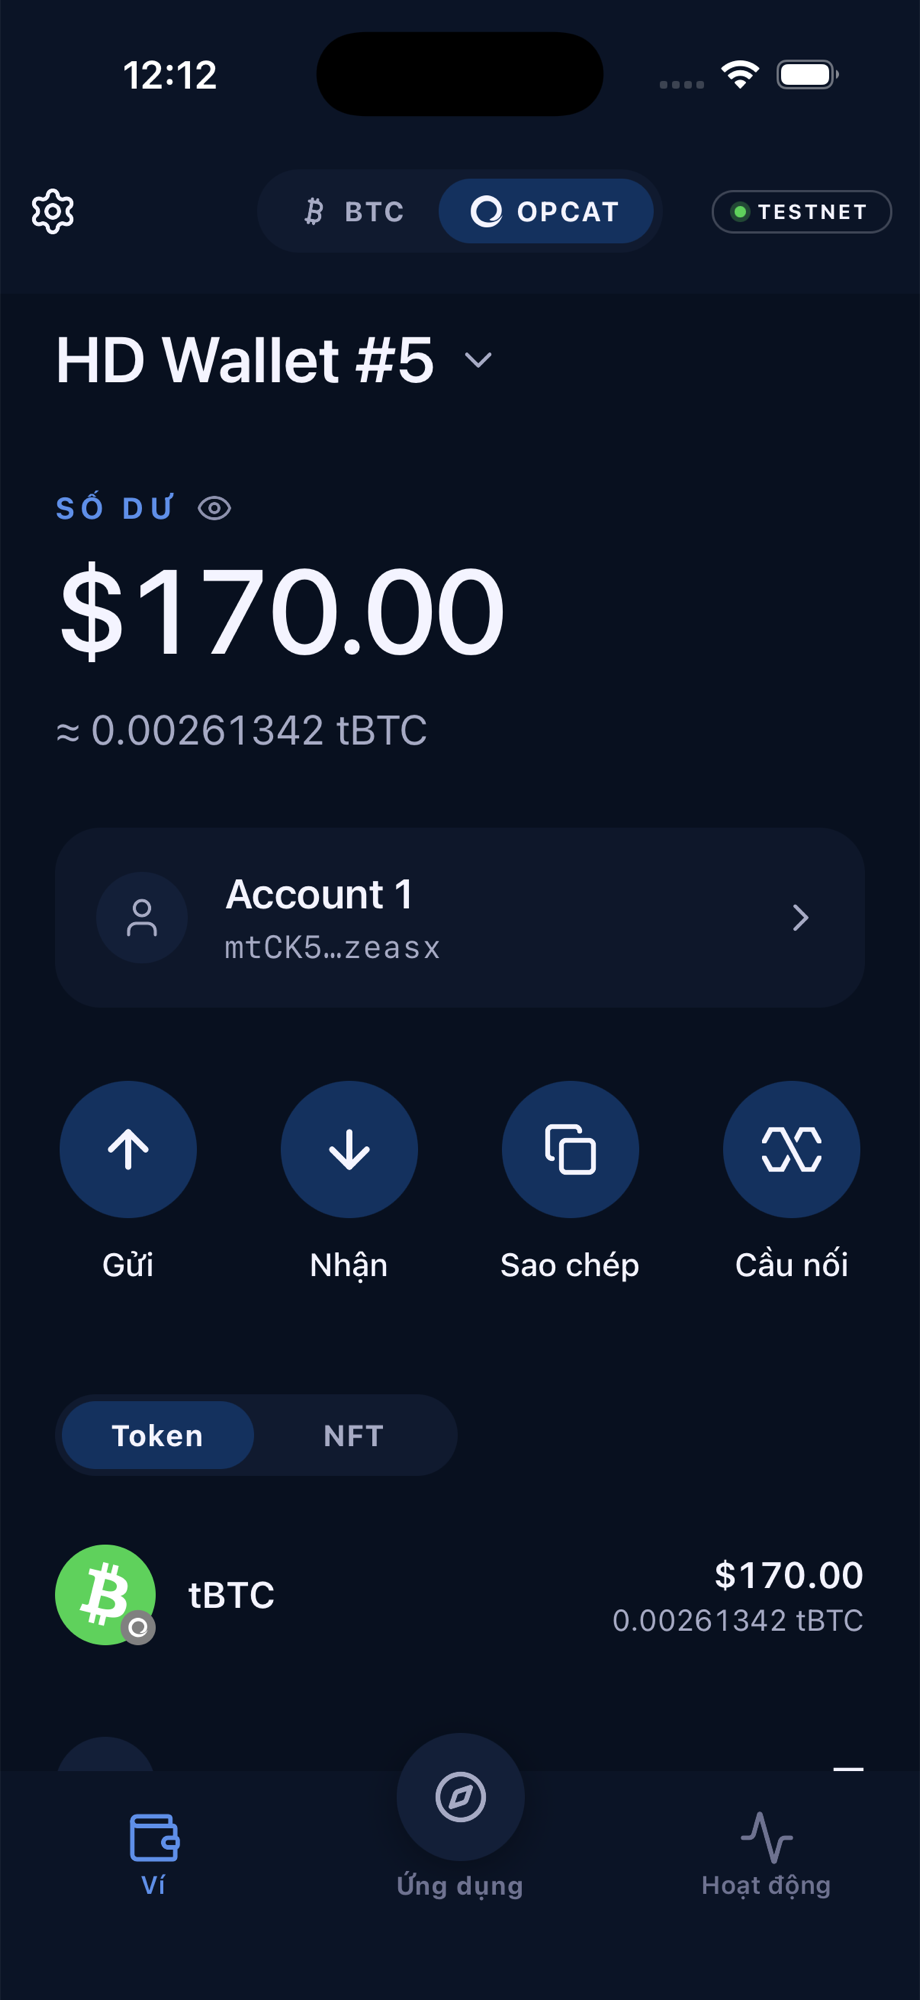 12:12
BTC
OPCAT
TESTNET
HD Wallet #5
SỐ DƯ
$170.00
≈ 0.00261342 tBTC
Account 1
mtCK5…zeasx
Gửi
Nhận
Sao chép
Cầu nối
Token
NFT
tBTC
$170.00
0.00261342 tBTC
Ví
Ứng dụng
Hoạt động